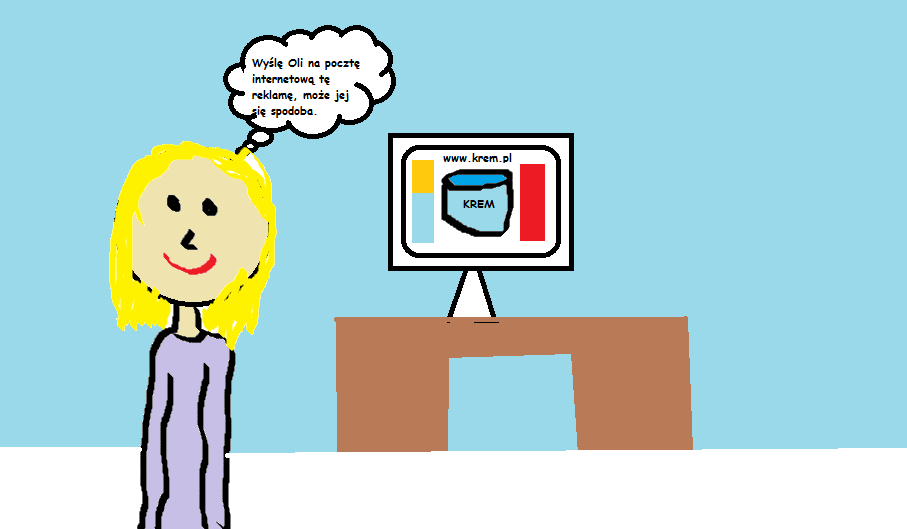 Wyślę Oli na pocztę
internetową tę
reklamę, może jej
się spodoba.
www.krem.pl
KREM